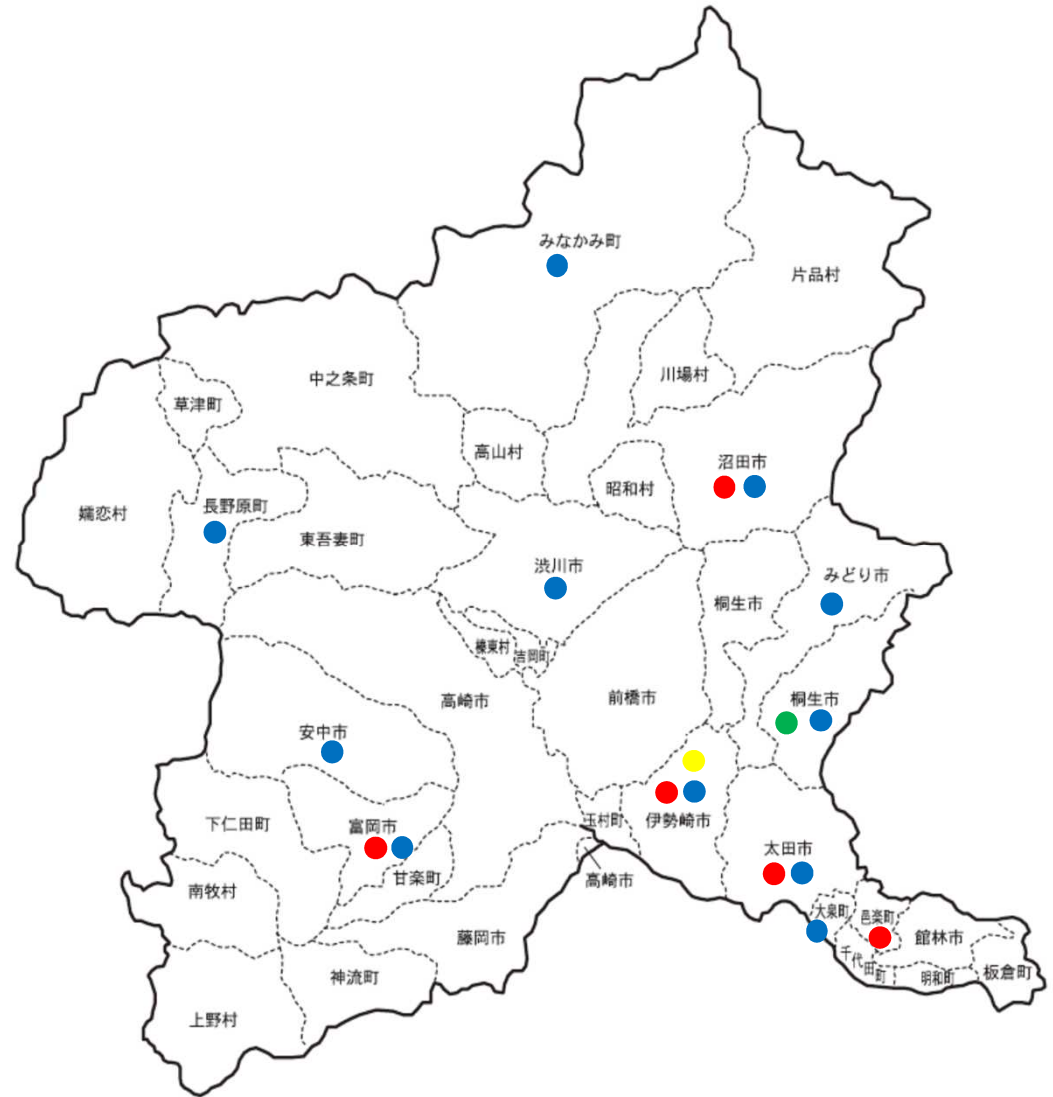 みなかみ町
片品村
中之条町
川場村
草津町
高山村
沼田市
昭和村
長野原町
嬬恋村
東吾妻町
渋川市
みどり市
桐生市
榛東村
吉岡町
高崎市
前橋市
桐生市
安中市
玉村町
伊勢崎市
下仁田町
富岡市
太田市
甘楽町
高崎市
南牧村
大泉町
邑楽町
藤岡市
館林市
千代田町
神流町
明和町
板倉町
上野村